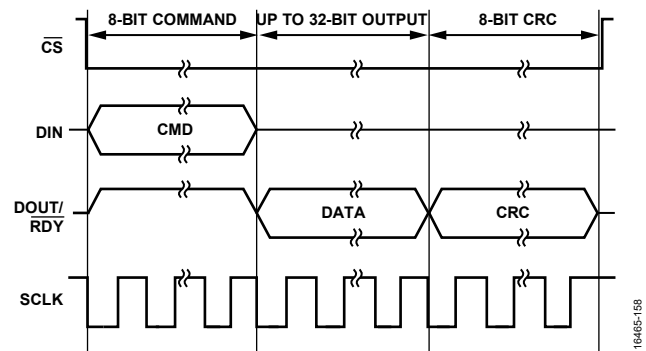 8-BIT COMMAND
UP TO 32-BIT OUTPUT
8-BIT CRC
CS
DIN
CMD
DOUT/
RDY
DATA
CRC
SCLK
16465-158